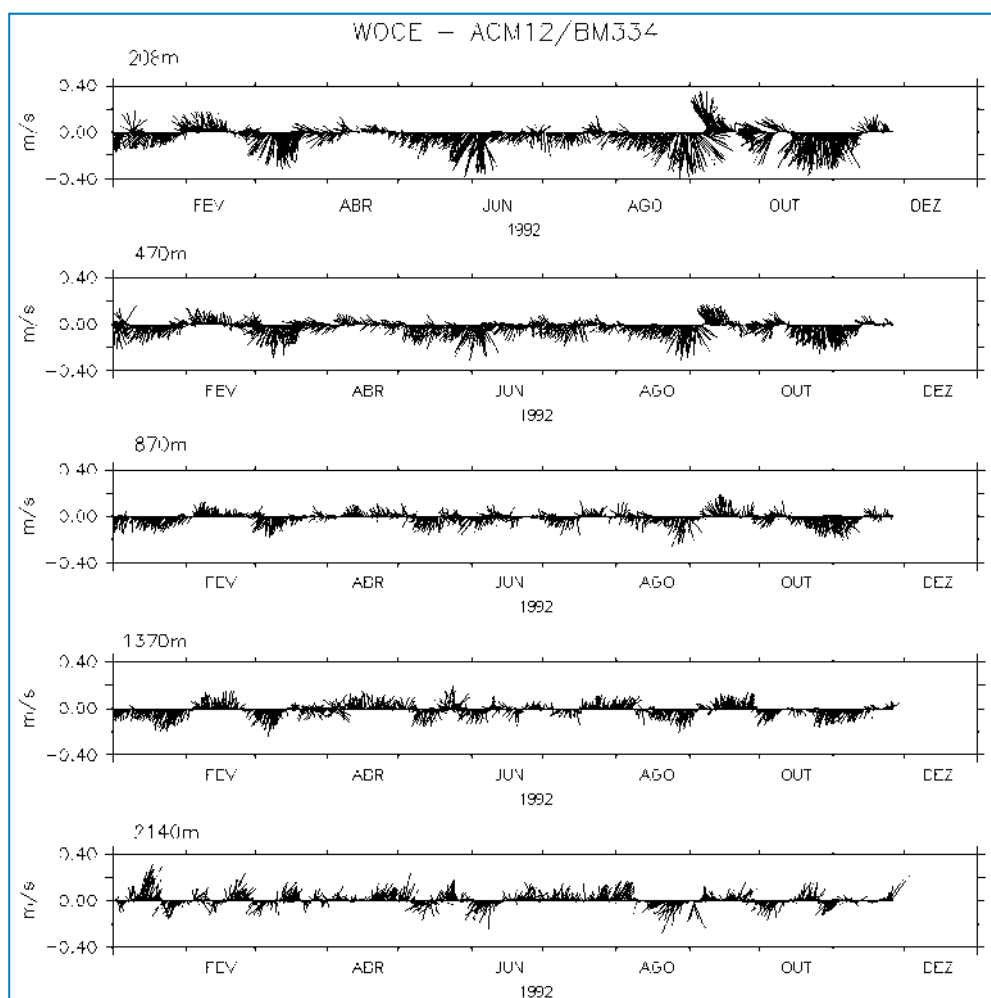 WOCE – ACM12/BM334
208m
0.40
m/s
0.00
-0.40
FEV ABR JUN AGO OUT DEZ
1992
470m
0.40
m/s
0.00
-0.40
FEV ABR JUN AGO OUT DEZ
1992
870m
0.40
m/s
0.00
-0.40
FEV ABR JUN AGO OUT DEZ
1992
1370m
0.40
m/s
0.00
-0.40
FEV ABR JUN AGO OUT DEZ
1992
2140m
0.40
m/s
0.00
-0.40
FEV ABR JUN AGO OUT DEZ
1992